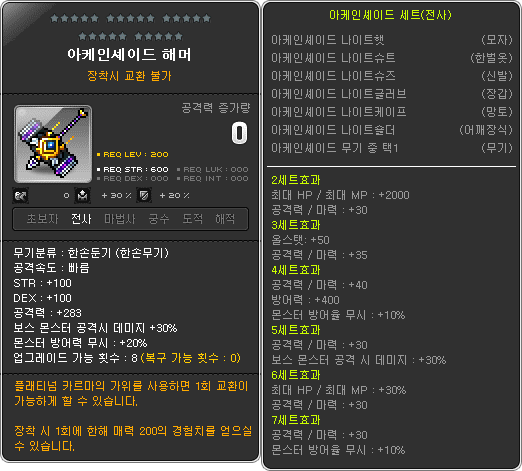 아케인셰이드 해머
장착시 교환 불가
공격력 증가량
0
REQ LEV : 200
REQ STR : 600
REQ LUK : 000
REQ DEX : 000
REQ INT : 000
0
+ 30 %
+ 20 %
초보자 전사 마법사 궁수 도적 해적
무기분류 : 한손둔기 (한손무기)
공격속도 : 빠름
STR : +100
DEX : +100
공격력 : +283
보스 몬스터 공격시 데미지 +30%
몬스터 방어력 무시 : +20%
업그레이드 가능 횟수 : 8 (복구 가능 횟수 : 0)
플래티넘 카르마의 가위를 사용하면 1회 교환이
가능하게 할 수 있습니다.
장착 시 1회에 한해 매력 200의 경험치를 얻으실
수 있습니다.
아케인셰이드 세트(전사)
아케인셰이드 나이트햇 (모자)
아케인셰이드 나이트슈트 (한벌옷)
아케인셰이드 나이트슈즈 (신발)
아케인셰이드 나이트글러브 (장갑)
아케인셰이드 나이트케이프 (망토)
아케인셰이드 나이트숄더 (어깨장식)
아케인셰이드 무기 중 택1 (무기)
2세트효과
최대 HP / 최대 MP : +2000
공격력 / 마력 : +30
3세트효과
올스탯: +50
공격력 / 마력 : +35
4세트효과
공격력 / 마력 : +40
방어력 : +400
몬스터 방어율 무시 : +10%
5세트효과
공격력 / 마력 : +30
보스 몬스터 공격 시 데미지 : +30%
6세트효과
최대 HP / 최대 MP : +30%
공격력 / 마력 : +30
7세트효과
공격력 / 마력 : +30
몬스터 방어율 무시 : +10%